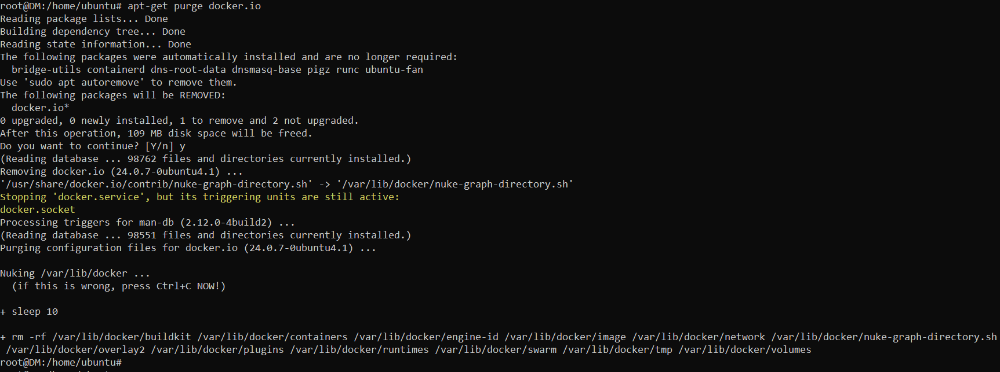 root@DM:/home/ubuntu# apt-get purge docker.io
Reading package lists... Done
Building dependency tree... Done
Reading state information... Done
The following packages were automatically installed and are no longer required:
  bridge-utils containerd dns-root-data dnsmasq-base pigz runc ubuntu-fan
Use 'sudo apt autoremove' to remove them.
The following packages will be REMOVED:
  docker.io*
0 upgraded, 0 newly installed, 1 to remove and 2 not upgraded.
After this operation, 109 MB disk space will be freed.
Do you want to continue? [Y/n] y
(Reading database ... 98762 files and directories currently installed.)
Removing docker.io (24.0.7-0ubuntu4.1) ...
'/usr/share/docker.io/contrib/nuke-graph-directory.sh' -> '/var/lib/docker/nuke-graph-directory.sh'
Stopping 'docker.service', but its triggering units are still active:
docker.socket
Processing triggers for man-db (2.12.0-4build2) ...
(Reading database ... 98551 files and directories currently installed.)
Purging configuration files for docker.io (24.0.7-0ubuntu4.1) ...

Nuking /var/lib/docker ...
  (if this is wrong, press Ctrl+C NOW!)

+ sleep 10

+ rm -rf /var/lib/docker/buildkit /var/lib/docker/containers /var/lib/docker/engine-id /var/lib/docker/image /var/lib/docker/network /var/lib/docker/nuke-graph-directory.sh
 /var/lib/docker/overlay2 /var/lib/docker/plugins /var/lib/docker/runtimes /var/lib/docker/swarm /var/lib/docker/tmp /var/lib/docker/volumes
root@DM:/home/ubuntu#